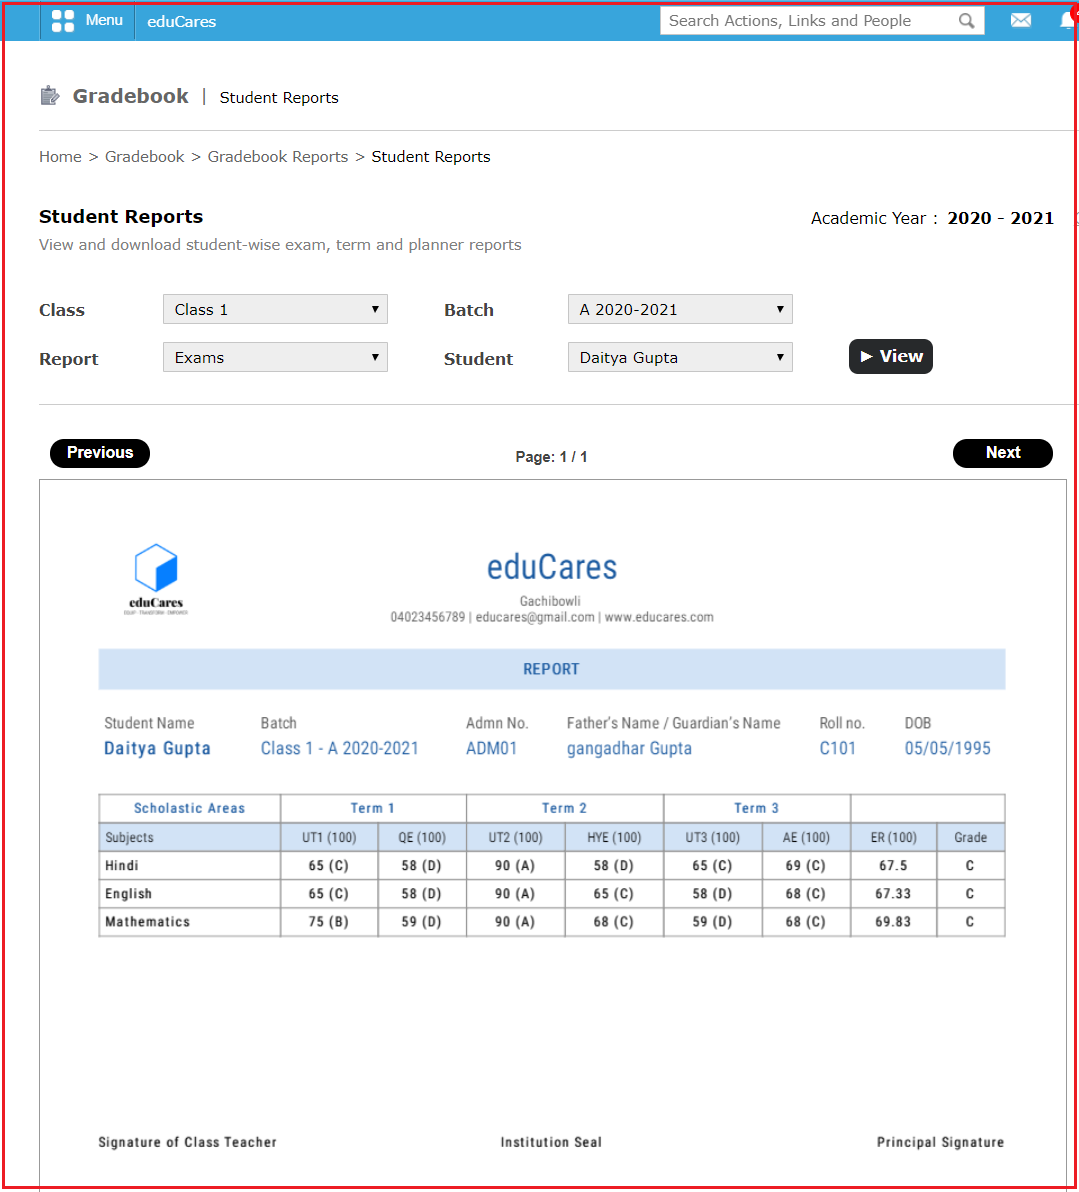 Menu eduCares Search Actions, Links and People
Gradebook | Student Reports
Home > Gradebook > Gradebook Reports > Student Reports
Student Reports Academic Year : 2020 - 2021
View and download student-wise exam, term and planner reports
Class Class 1 Batch A 2020-2021
Report Exams Student Daitya Gupta View
Previous Page: 1 / 1 Next
eduCares
eduCares
Gachibowli
04023456789 | educares@gmail.com | www.educares.com
REPORT
Student Name Batch Admn No. Father's Name / Guardian's Name Roll no. DOB
Daitya Gupta Class 1 - A 2020-2021 ADM01 gangadhar Gupta C101 05/05/1995
Scholastic Areas Term 1 Term 2 Term 3
Subjects UT1 (100) QE (100) UT2 (100) HYE (100) UT3 (100) AE (100) ER (100) Grade
Hindi 65 (C) 58 (D) 90 (A) 58 (D) 65 (C) 69 (C) 67.5 C
English 65 (C) 58 (D) 90 (A) 65 (C) 58 (D) 68 (C) 67.33 C
Mathematics 75 (B) 59 (D) 90 (A) 68 (C) 59 (D) 68 (C) 69.83 C
Signature of Class Teacher Institution Seal Principal Signature